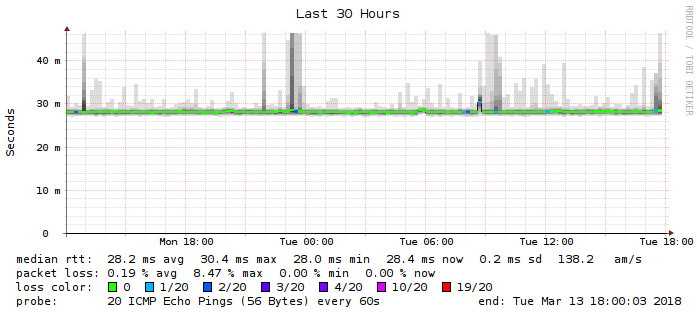 Last 30 Hours
RRDTOOL / TOBI OETIKER
Seconds
40 m
30 m
20 m
10 m
0
Mon 18:00 Tue 00:00 Tue 06:00 Tue 12:00 Tue 18:00
median rtt: 28.2 ms avg 30.4 ms max 28.0 ms min 28.4 ms now 0.2 ms sd 138.2 am/s
packet loss: 0.19 % avg 8.47 % max 0.00 % min 0.00 % now
loss color: 0 1/20 2/20 3/20 4/20 10/20 19/20
probe: 20 ICMP Echo Pings (56 Bytes) every 60s end: Tue Mar 13 18:00:03 2018